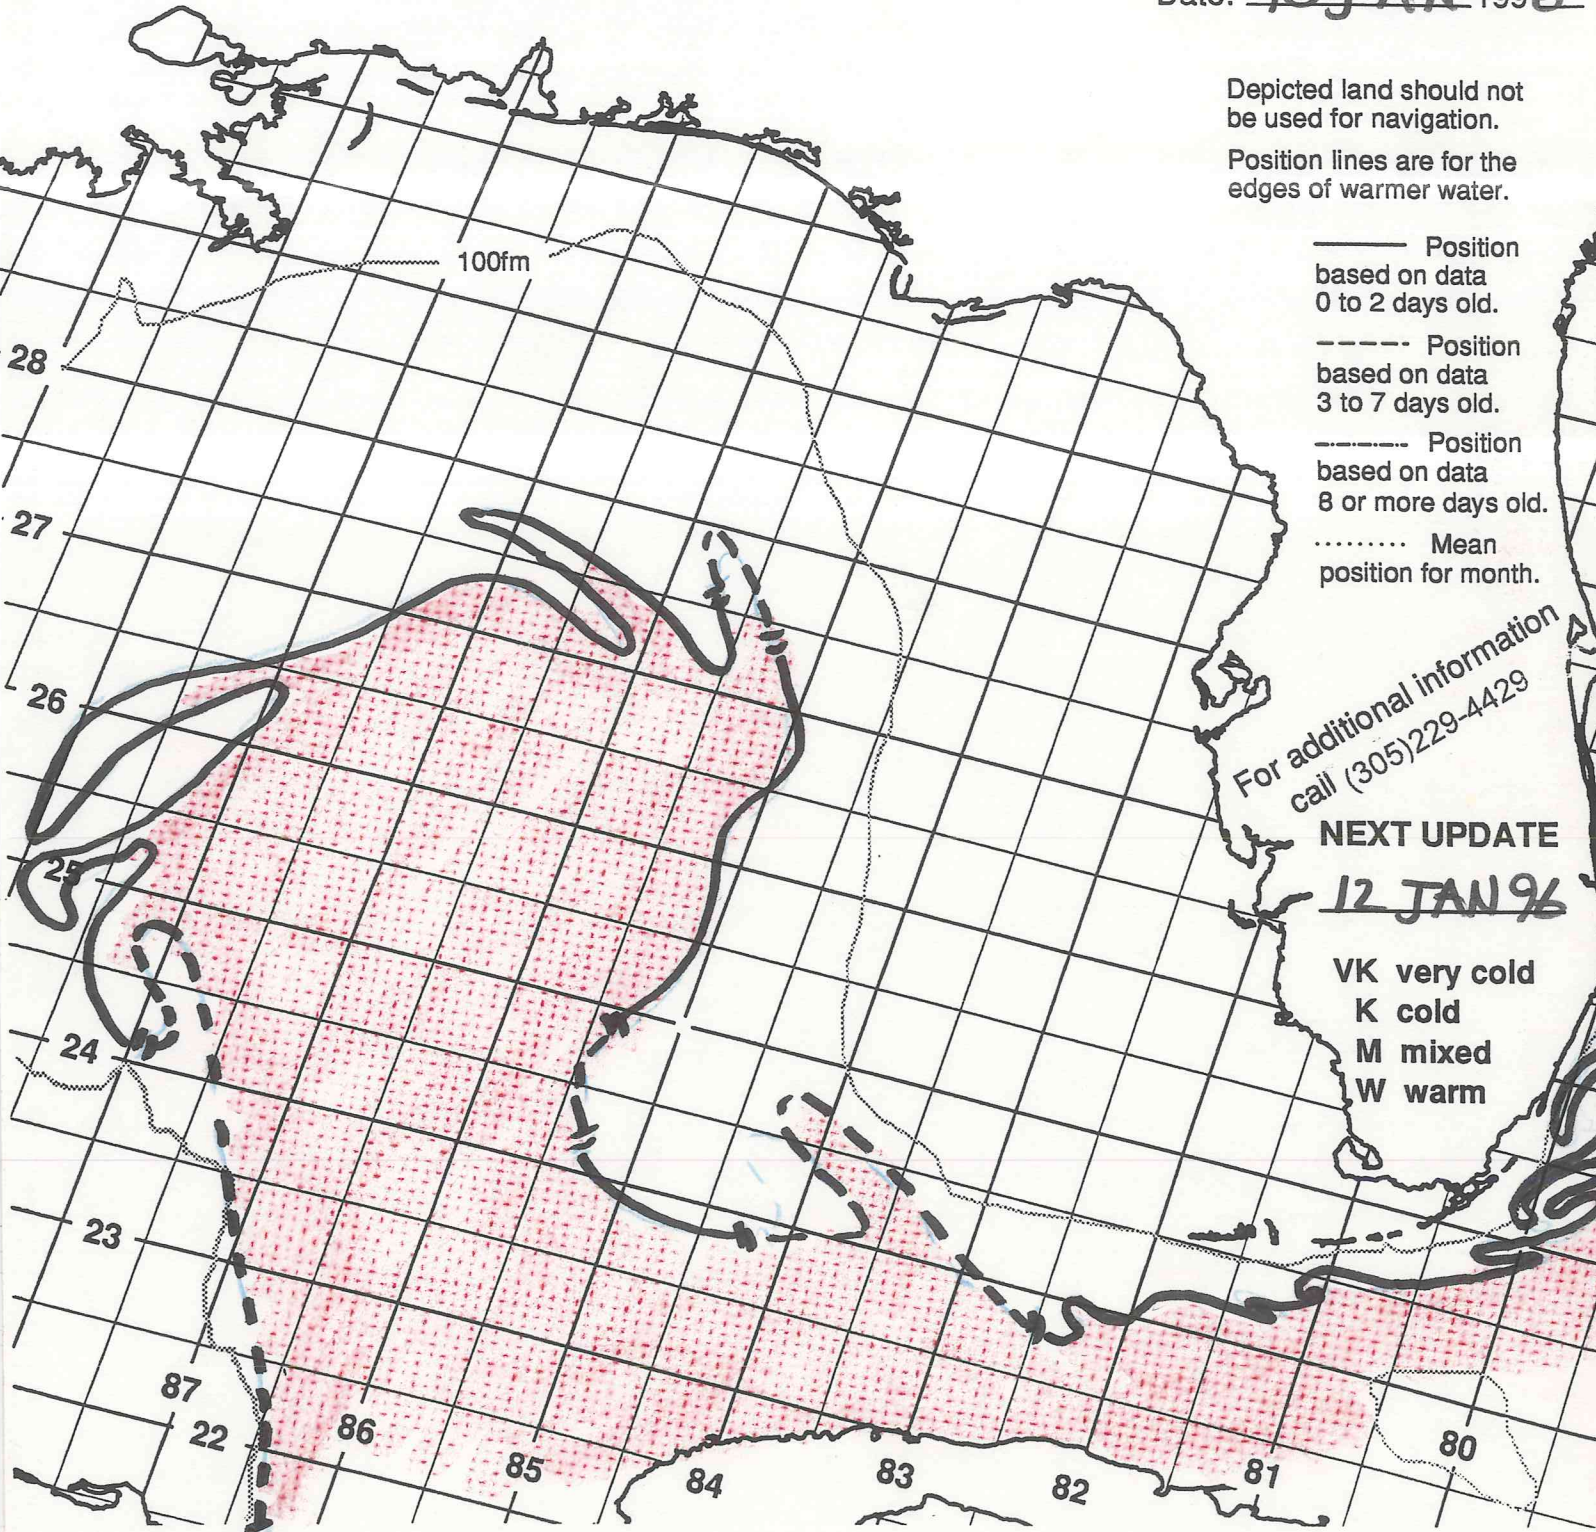 Depicted land should not
be used for navigation.
Position lines are for the
edges of warmer water.
Position
based on data
0 to 2 days old.
Position
based on data
3 to 7 days old.
Position
based on data
8 or more days old.
Mean
position for month.
For additional information
call (305)229-4429
NEXT UPDATE
12 JAN 96
VK very cold
K cold
M mixed
W warm
100fm
28
27
26
25
24
23
22
87
86
85
84
83
82
81
80